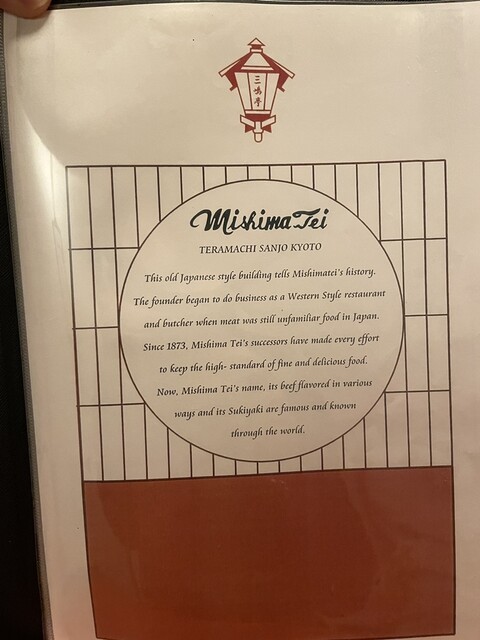 三嶋亭
Mishima Tei
TERAMACHI SANJO KYOTO
This old Japanese style building tells Mishimatei's history.
The founder began to do business as a Western Style restaurant
and butcher when meat was still unfamiliar food in Japan.
Since 1873, Mishima Tei's successors have made every effort
to keep the high- standard of fine and delicious food.
Now, Mishima Tei's name, its beef flavored in various
ways and its Sukiyaki are famous and known
through the world.